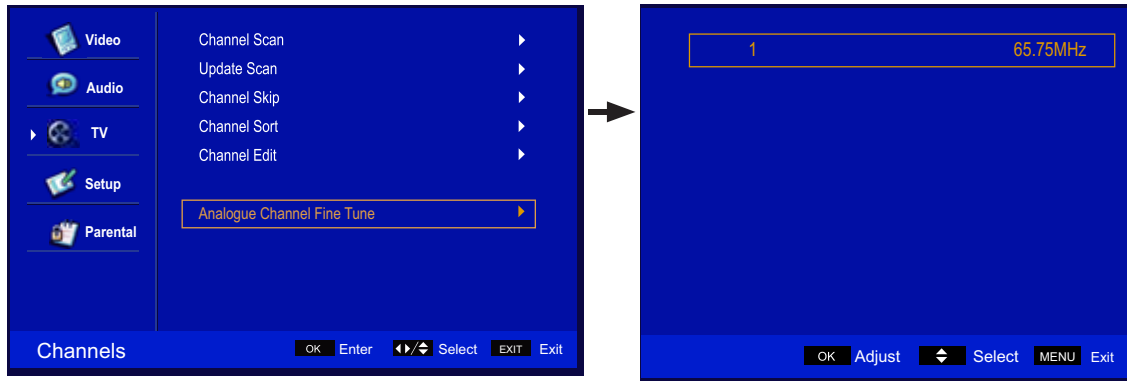 Video
Audio
TV
Setup
Parental
Channel Scan
Update Scan
Channel Skip
Channel Sort
Channel Edit
Analogue Channel Fine Tune
Channels
OK Enter Select EXIT Exit
1 65.75MHz
OK Adjust Select MENU Exit